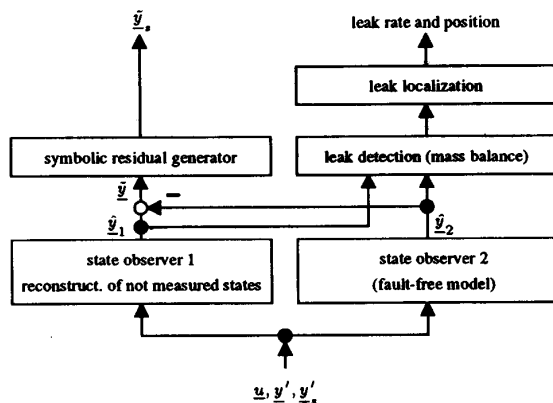 ỹ_s
leak rate and position
leak localization
symbolic residual generator
leak detection (mass balance)
ỹ
−
ŷ_1
ŷ_2
state observer 1
reconstruct. of not measured states
state observer 2
(fault-free model)
u, y', y'_s